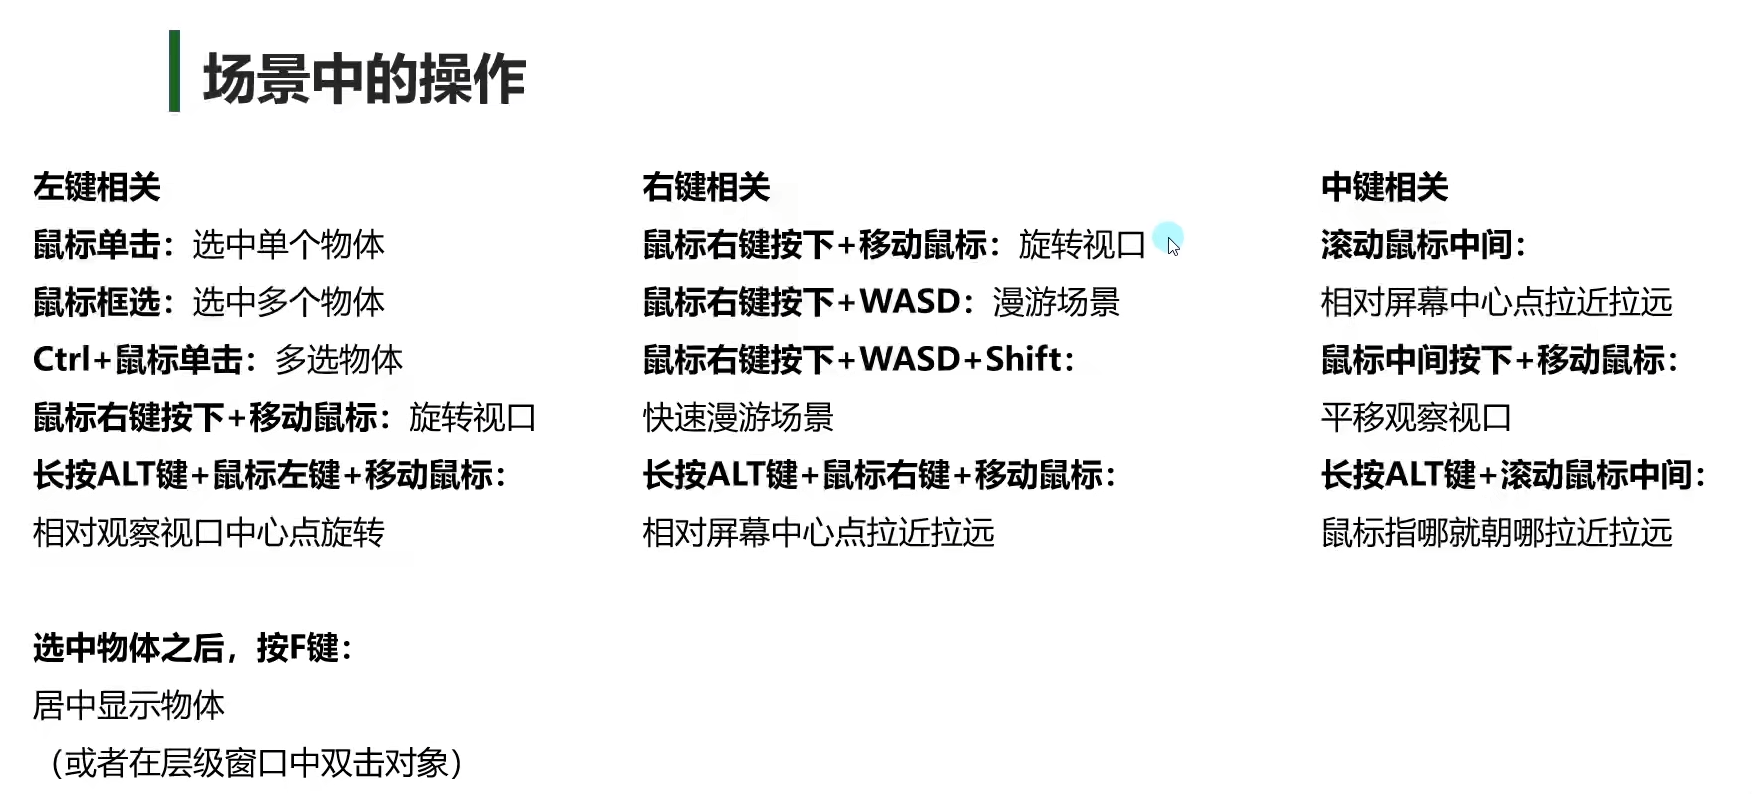 场景中的操作
左键相关
鼠标单击：选中单个物体
鼠标框选：选中多个物体
Ctrl+鼠标单击：多选物体
鼠标右键按下+移动鼠标：旋转视口
长按ALT键+鼠标左键+移动鼠标：
相对观察视口中心点旋转
选中物体之后，按F键：
居中显示物体
（或者在层级窗口中双击对象）
右键相关
鼠标右键按下+移动鼠标：旋转视口
鼠标右键按下+WASD：漫游场景
鼠标右键按下+WASD+Shift：
快速漫游场景
长按ALT键+鼠标右键+移动鼠标：
相对屏幕中心点拉近拉远
中键相关
滚动鼠标中间：
相对屏幕中心点拉近拉远
鼠标中间按下+移动鼠标：
平移观察视口
长按ALT键+滚动鼠标中间：
鼠标指哪就朝哪拉近拉远